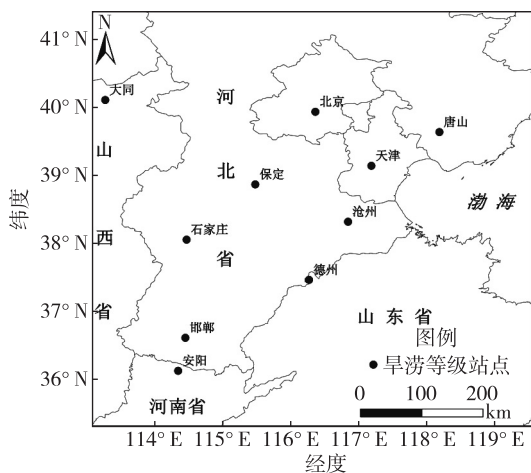 41° N
40° N
39° N
38° N
37° N
36° N
纬度
N
大同
河
北京
唐山
山
天津
北
保定
渤海
沧州
西
石家庄
省
德州
省
邯郸
山东省
图例
安阳
旱涝等级站点
河南省
0 100 200
km
114° E 115° E 116° E 117° E 118° E 119° E
经度